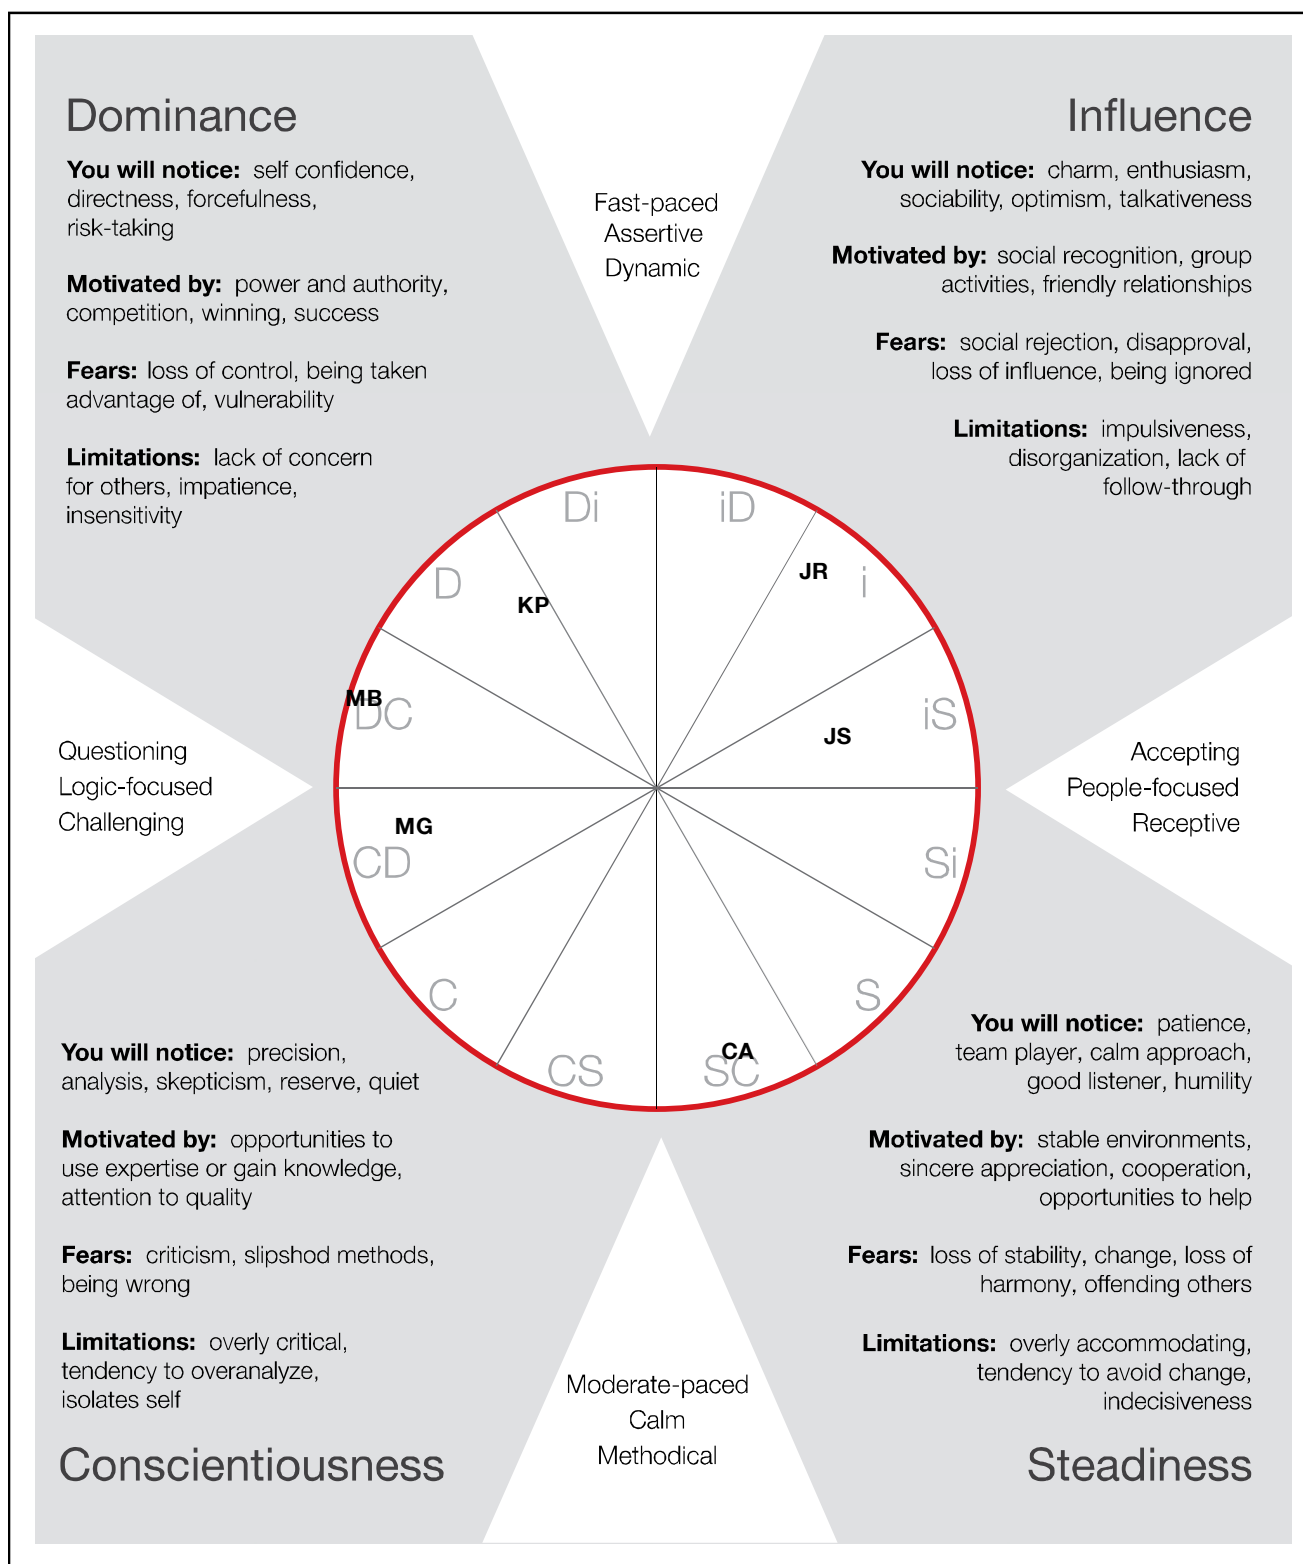 Dominance
You will notice: self confidence,
directness, forcefulness,
risk-taking
Motivated by: power and authority,
competition, winning, success
Fears: loss of control, being taken
advantage of, vulnerability
Limitations: lack of concern
for others, impatience,
insensitivity
Fast-paced
Assertive
Dynamic
Influence
You will notice: charm, enthusiasm,
sociability, optimism, talkativeness
Motivated by: social recognition, group
activities, friendly relationships
Fears: social rejection, disapproval,
loss of influence, being ignored
Limitations: impulsiveness,
disorganization, lack of
follow-through
Di
iD
D
KP
JR
i
MB
DC
JS
iS
Questioning
Logic-focused
Challenging
Accepting
People-focused
Receptive
MG
CD
Si
C
S
CS
CA
SC
You will notice: precision,
analysis, skepticism, reserve, quiet
Motivated by: opportunities to
use expertise or gain knowledge,
attention to quality
Fears: criticism, slipshod methods,
being wrong
Limitations: overly critical,
tendency to overanalyze,
isolates self
Conscientiousness
Moderate-paced
Calm
Methodical
You will notice: patience,
team player, calm approach,
good listener, humility
Motivated by: stable environments,
sincere appreciation, cooperation,
opportunities to help
Fears: loss of stability, change, loss of
harmony, offending others
Limitations: overly accommodating,
tendency to avoid change,
indecisiveness
Steadiness